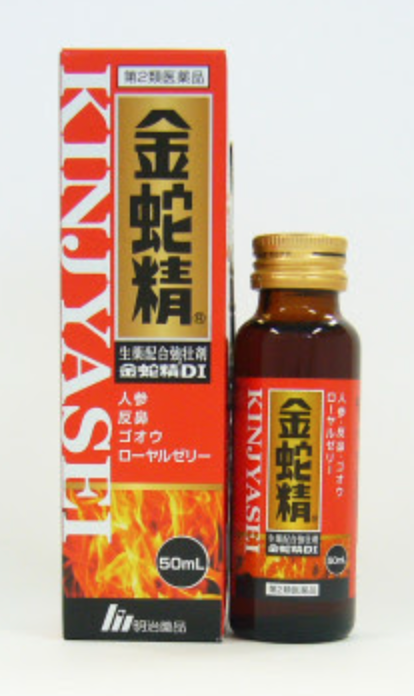 KINJYASEI
第2類医薬品
金蛇精
生薬配合強壮剤
金蛇精DI
人参
反鼻
ゴオウ
ローヤルゼリー
50mL
明治薬品
KINJYASEI
金蛇精
人参・反鼻・ゴオウ
ローヤルゼリー
生薬配合強壮剤
金蛇精DI
50mL
第2類医薬品